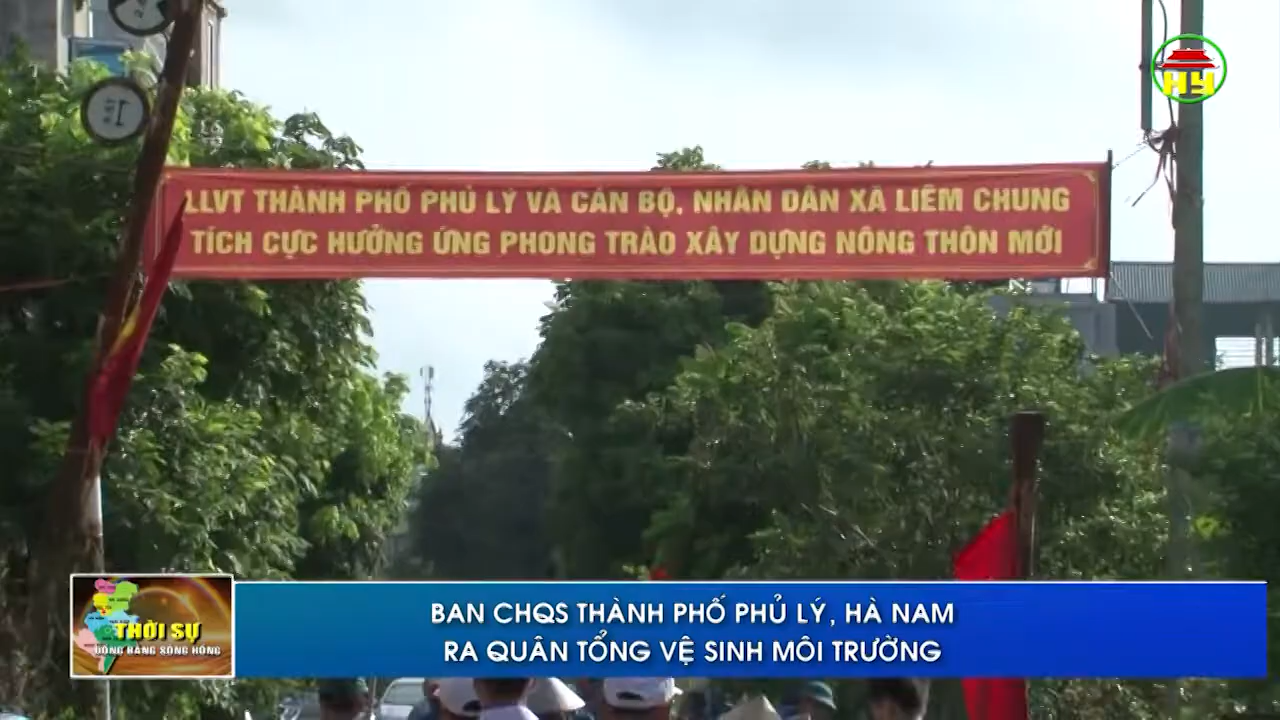 HY
LLVT THÀNH PHỐ PHỦ LÝ VÀ CÁN BỘ, NHÂN DÂN XÃ LIÊM CHUNG
TÍCH CỰC HƯỞNG ỨNG PHONG TRÀO XÂY DỰNG NÔNG THÔN MỚI
BAN CHQS THÀNH PHỐ PHỦ LÝ, HÀ NAM
RA QUÂN TỔNG VỆ SINH MÔI TRƯỜNG
THỜI SỰ
ĐỒNG BẰNG SÔNG HỒNG